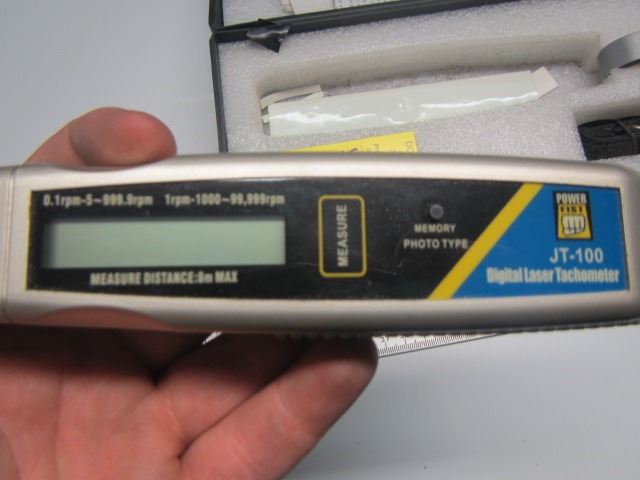 0.1rpm-5~999.9rpm 1rpm-1000~99,999rpm
MEASURE DISTANCE:8m MAX
MEASURE
MEMORY
PHOTO TYPE
POWER
FIST
JT-100
Digital Laser Tachometer